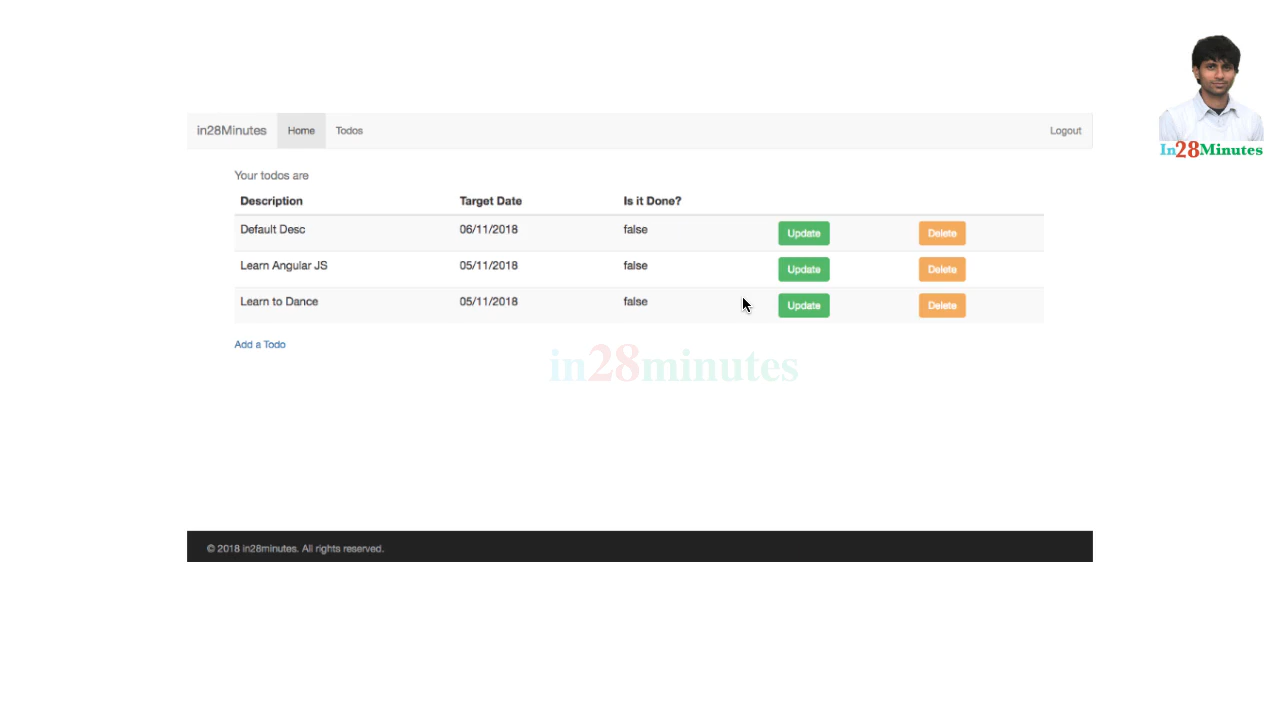 In28Minutes
in28Minutes Home Todos Logout
Your todos are
Description Target Date Is it Done?
Default Desc 06/11/2018 false Update Delete
Learn Angular JS 05/11/2018 false Update Delete
Learn to Dance 05/11/2018 false Update Delete
Add a Todo
in28minutes
© 2018 in28minutes. All rights reserved.